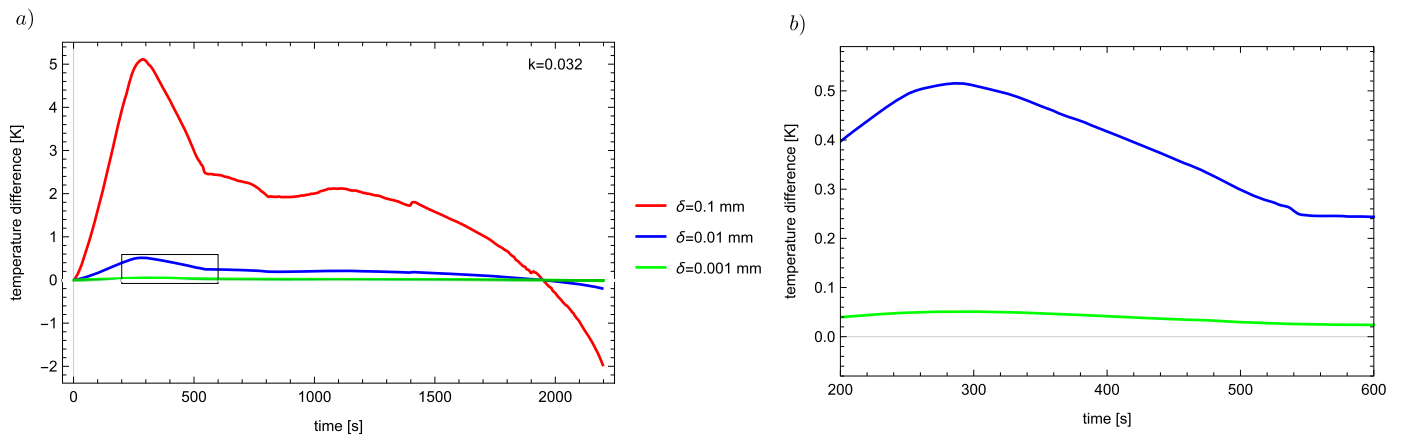 a)
k=0.032
temperature difference [K]
5
4
3
2
1
0
−1
−2
0 500 1000 1500 2000
time [s]
δ=0.1 mm
δ=0.01 mm
δ=0.001 mm
b)
temperature difference [K]
0.5
0.4
0.3
0.2
0.1
0.0
200 300 400 500 600
time [s]